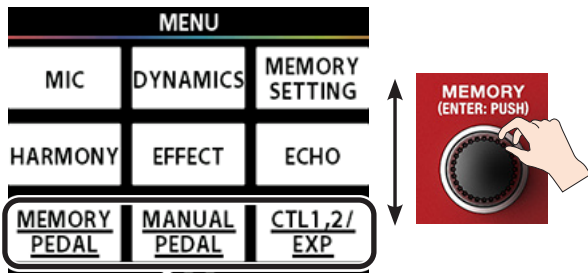 MENU
MIC
DYNAMICS
MEMORY
SETTING
HARMONY
EFFECT
ECHO
MEMORY
PEDAL
MANUAL
PEDAL
CTL1,2/
EXP
MEMORY
(ENTER: PUSH)